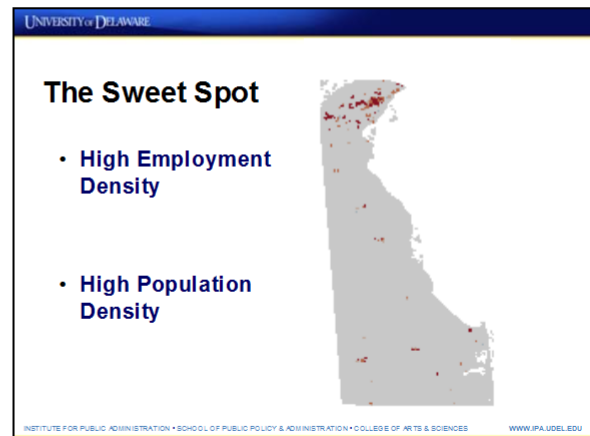 UNIVERSITY OF DELAWARE
The Sweet Spot
• High Employment
Density
• High Population
Density
INSTITUTE FOR PUBLIC ADMINISTRATION • SCHOOL OF PUBLIC POLICY & ADMINISTRATION • COLLEGE OF ARTS & SCIENCES WWW.IPA.UDEL.EDU